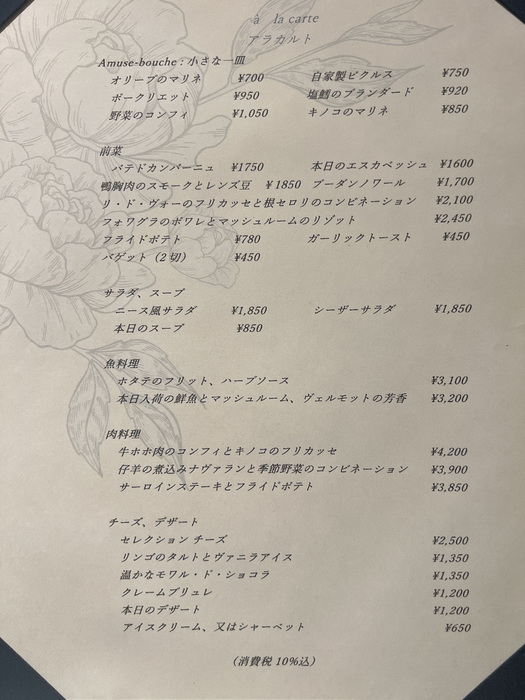 à la carte
アラカルト
Amuse-bouche：小さな一皿
オリーブのマリネ ¥700 自家製ピクルス ¥750
ポークリエット ¥950 塩鱈のブランダード ¥920
野菜のコンフィ ¥1,050 キノコのマリネ ¥850
前菜
パテドカンパーニュ ¥1750 本日のエスカベッシュ ¥1600
鴨胸肉のスモークとレンズ豆 ¥1850 ブーダンノワール ¥1,700
リ・ド・ヴォーのフリカッセと根セロリのコンビネーション ¥2,100
フォワグラのポワレとマッシュルームのリゾット ¥2,450
フライドポテト ¥780 ガーリックトースト ¥450
バゲット（2切） ¥450
サラダ、スープ
ニース風サラダ ¥1,850 シーザーサラダ ¥1,850
本日のスープ ¥850
魚料理
ホタテのフリット、ハーブソース ¥3,100
本日入荷の鮮魚とマッシュルーム、ヴェルモットの芳香 ¥3,200
肉料理
牛ホホ肉のコンフィとキノコのフリカッセ ¥4,200
仔羊の煮込みナヴァランと季節野菜のコンビネーション ¥3,900
サーロインステーキとフライドポテト ¥3,850
チーズ、デザート
セレクション チーズ ¥2,500
リンゴのタルトとヴァニラアイス ¥1,350
温かなモワル・ド・ショコラ ¥1,350
クレームブリュレ ¥1,200
本日のデザート ¥1,200
アイスクリーム、又はシャーベット ¥650
（消費税 10%込）